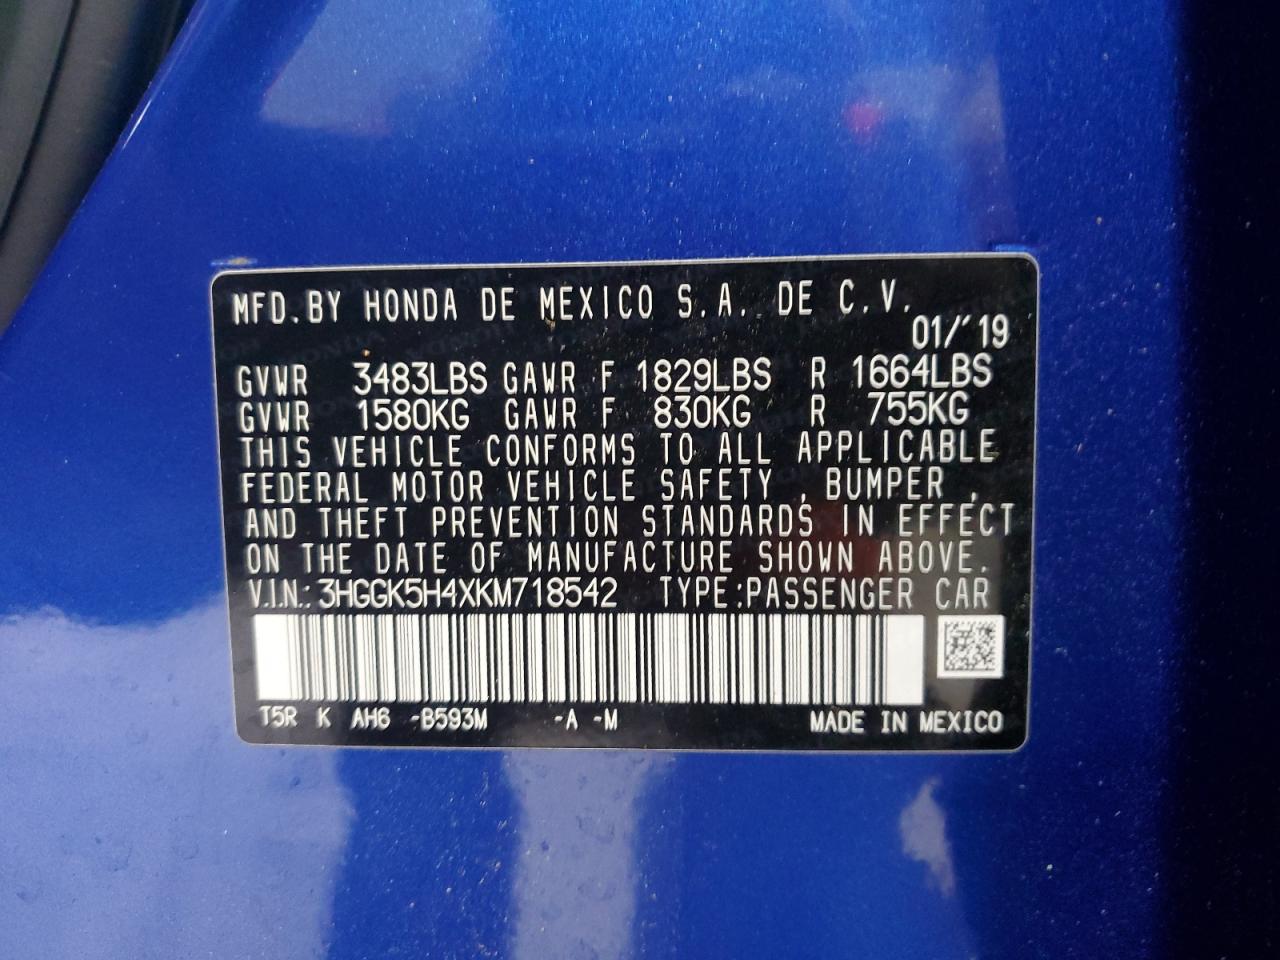 MFD.BY HONDA DE MEXICO S.A. DE C.V.
01/'19
GVWR 3483LBS GAWR F 1829LBS R 1664LBS
GVWR 1580KG GAWR F 830KG R 755KG
THIS VEHICLE CONFORMS TO ALL APPLICABLE
FEDERAL MOTOR VEHICLE SAFETY , BUMPER ,
AND THEFT PREVENTION STANDARDS IN EFFECT
ON THE DATE OF MANUFACTURE SHOWN ABOVE.
V.I.N.: 3HGGK5H4XKM718542 TYPE:PASSENGER CAR
T5R K AH6 -B593M -A -M MADE IN MEXICO